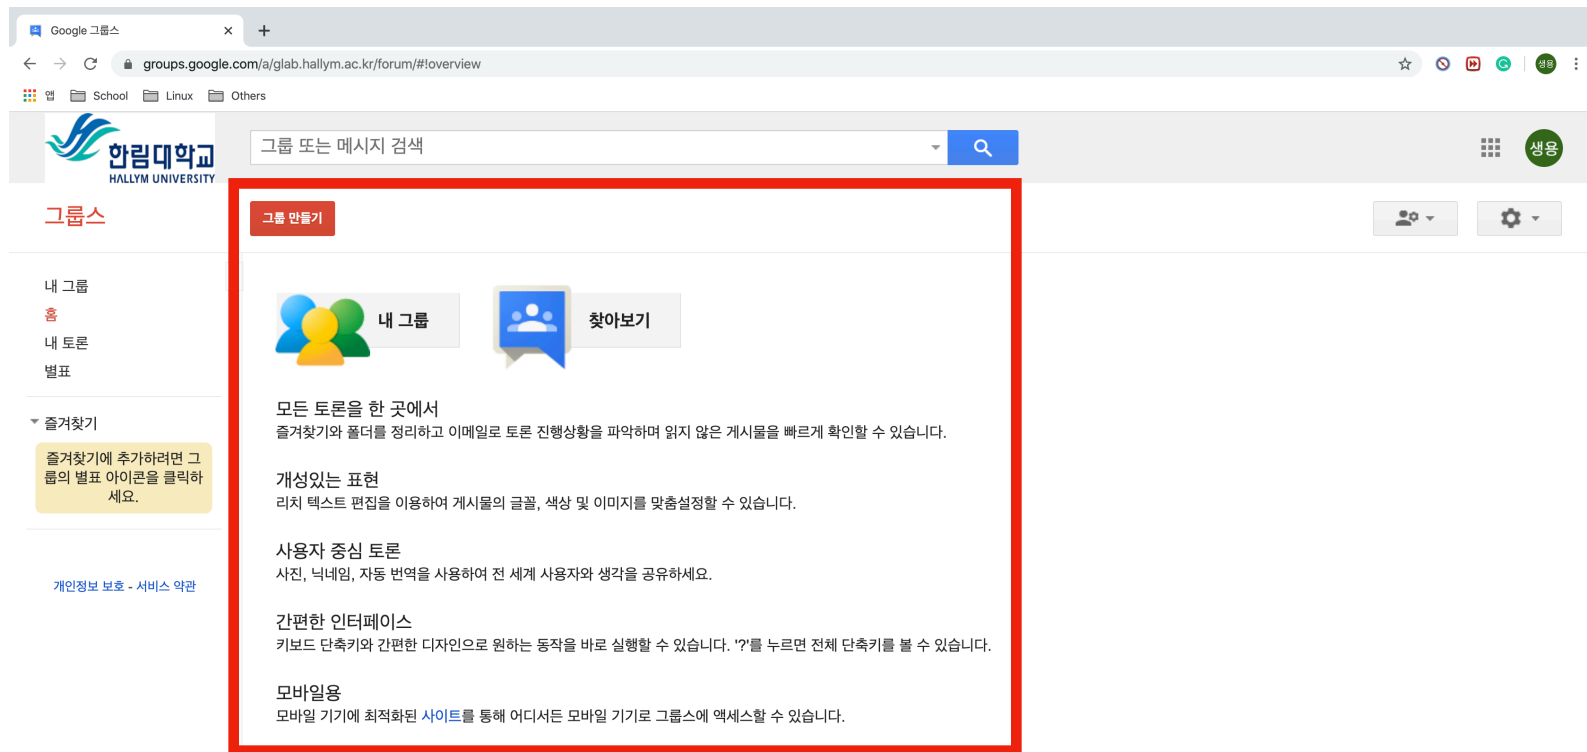 Google 그룹스
groups.google.com/a/glab.hallym.ac.kr/forum/#!overview
생용
앱 School Linux Others
한림대학교
HALLYM UNIVERSITY
그룹 또는 메시지 검색
생용
그룹스
그룹 만들기
내 그룹
홈
내 토론
별표
즐겨찾기
즐겨찾기에 추가하려면 그
룹의 별표 아이콘을 클릭하
세요.
개인정보 보호 - 서비스 약관
내 그룹
찾아보기
모든 토론을 한 곳에서
즐겨찾기와 폴더를 정리하고 이메일로 토론 진행상황을 파악하며 읽지 않은 게시물을 빠르게 확인할 수 있습니다.
개성있는 표현
리치 텍스트 편집을 이용하여 게시물의 글꼴, 색상 및 이미지를 맞춤설정할 수 있습니다.
사용자 중심 토론
사진, 닉네임, 자동 번역을 사용하여 전 세계 사용자와 생각을 공유하세요.
간편한 인터페이스
키보드 단축키와 간편한 디자인으로 원하는 동작을 바로 실행할 수 있습니다. '?'를 누르면 전체 단축키를 볼 수 있습니다.
모바일용
모바일 기기에 최적화된 사이트를 통해 어디서든 모바일 기기로 그룹스에 액세스할 수 있습니다.